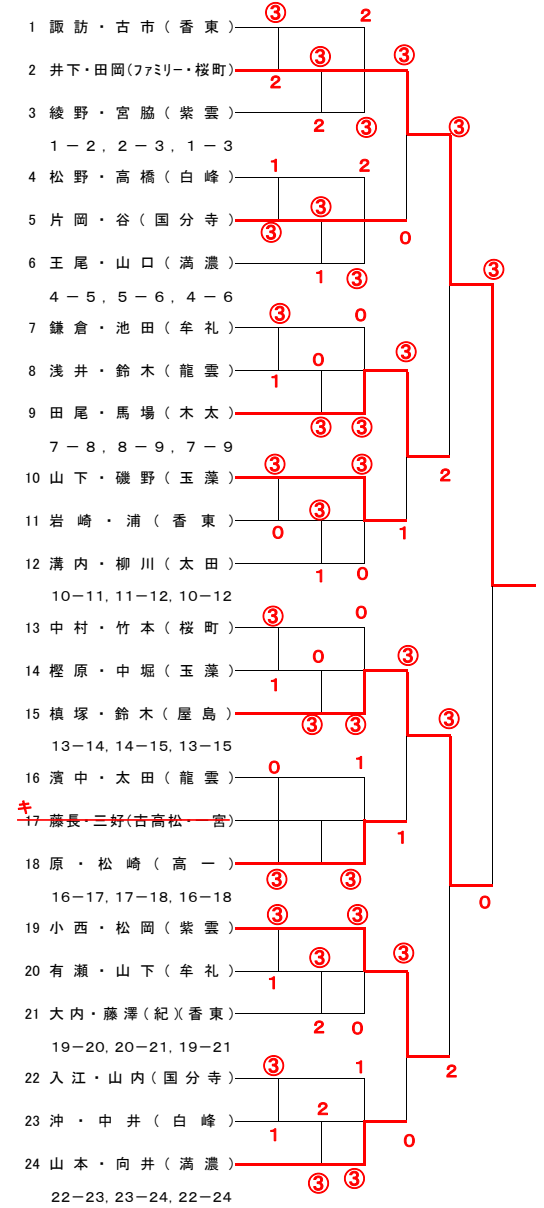 ③ 2
1 諏訪・古市(香東)
③ ③
2 井下・田岡(ファミリー・桜町)
2
3 綾野・宮脇(紫雲)
2 ③ ③
1－2, 2－3, 1－3
1 2
4 松野・高橋(白峰)
③
5 片岡・谷(国分寺)
③ 0
6 王尾・山口(満濃)
1 ③ ③
4－5, 5－6, 4－6
③ 0
7 鎌倉・池田(牟礼)
0 ③
8 浅井・鈴木(龍雲)
1
9 田尾・馬場(木太)
③ ③
7－8, 8－9, 7－9
③ ③ 2
10 山下・磯野(玉藻)
③
11 岩崎・浦(香東)
0 1
12 溝内・柳川(太田)
1 0
10－11, 11－12, 10－12
③ 0
13 中村・竹本(桜町)
0 ③
14 樫原・中堀(玉藻)
1
15 槙塚・鈴木(屋島)
③ ③ ③
13－14, 14－15, 13－15
0 1
16 濱中・太田(龍雲)
キ
17 藤長・三好(古高松・一宮)
1
18 原・松崎(高一)
③ ③
16－17, 17－18, 16－18
③ ③ 0
19 小西・松岡(紫雲)
③ ③
20 有瀬・山下(牟礼)
1
21 大内・藤澤(紀)(香東)
2 0
19－20, 20－21, 19－21
③ 1 2
22 入江・山内(国分寺)
2
23 沖・中井(白峰)
1 0
24 山本・向井(満濃)
③ ③
22－23, 23－24, 22－24